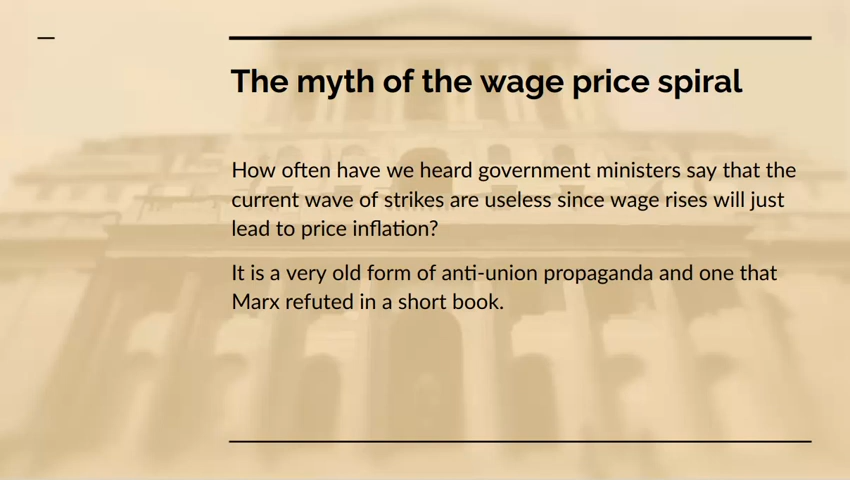 The myth of the wage price spiral
How often have we heard government ministers say that the
current wave of strikes are useless since wage rises will just
lead to price inflation?
It is a very old form of anti-union propaganda and one that
Marx refuted in a short book.